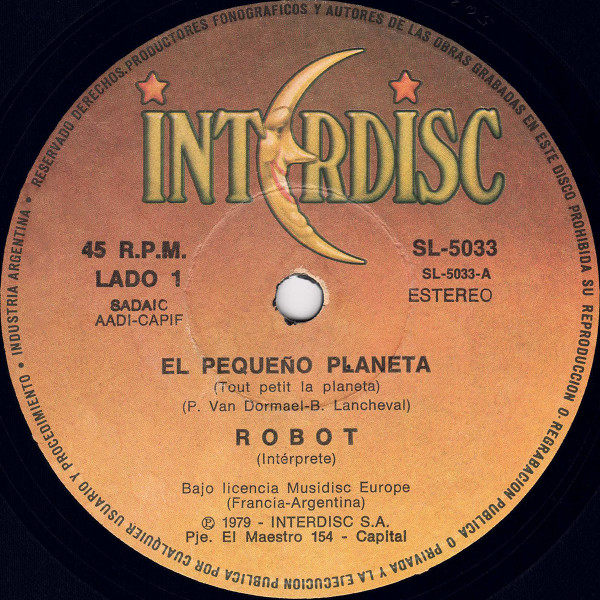 INDUSTRIA ARGENTINA • RESERVADO DERECHOS.PRODUCTORES FONOGRAFICOS Y AUTORES DE LAS OBRAS GRABADAS EN ESTE DISCO PROHIBIDA SU REPRODUCCION O REGRABACION PUBLICA O PRIVADA Y LA EJECUCION PUBLICA POR CUALQUIER USUARIO Y PROCEDIMIENTO •
INTERDISC
45 R.P.M.
SL-5033
LADO 1
SL-5033-A
SADAIC
ESTEREO
AADI-CAPIF
EL PEQUEÑO PLANETA
(Tout petit la planeta)
(P. Van Dormael-B. Lancheval)
ROBOT
(Intérprete)
Bajo licencia Musidisc Europe
(Francia-Argentina)
℗ 1979 - INTERDISC S.A.
Pje. El Maestro 154 - Capital